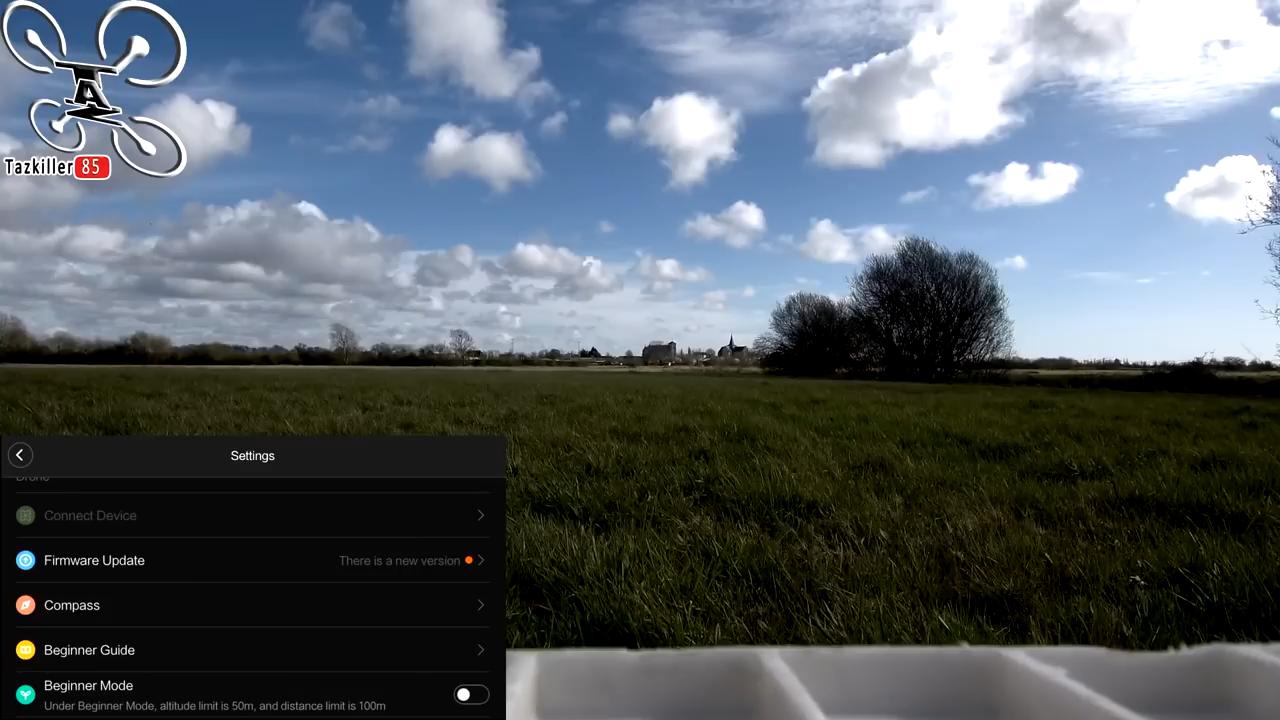 A
Tazkiller 85
Settings
Drone
Connect Device
Firmware Update
There is a new version
Compass
Beginner Guide
Beginner Mode
Under Beginner Mode, altitude limit is 50m, and distance limit is 100m